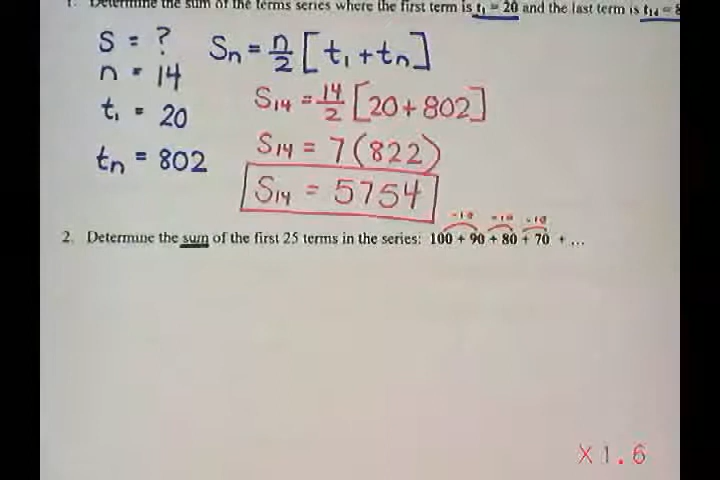 1. Determine the sum of the terms series where the first term is t₁ = 20 and the last term is t₁₄ = 8
S = ?
n = 14
t₁ = 20
tn = 802
Sn = n/2 [t₁ + tn]
S₁₄ = 14/2 [20 + 802]
S₁₄ = 7(822)
S₁₄ = 5754
-10 -10 -10
2. Determine the sum of the first 25 terms in the series: 100 + 90 + 80 + 70 + ...
X1.6